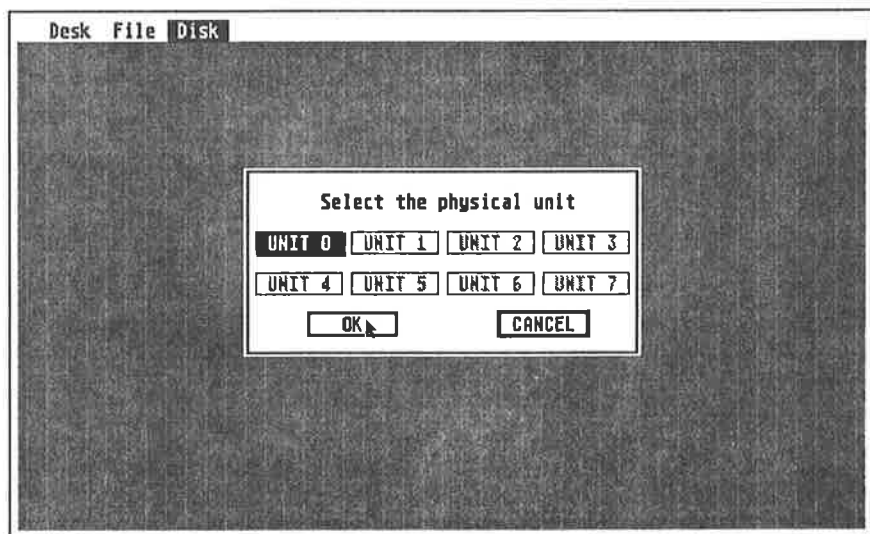 Desk File Disk
Select the physical unit
UNIT 0 UNIT 1 UNIT 2 UNIT 3
UNIT 4 UNIT 5 UNIT 6 UNIT 7
OK CANCEL